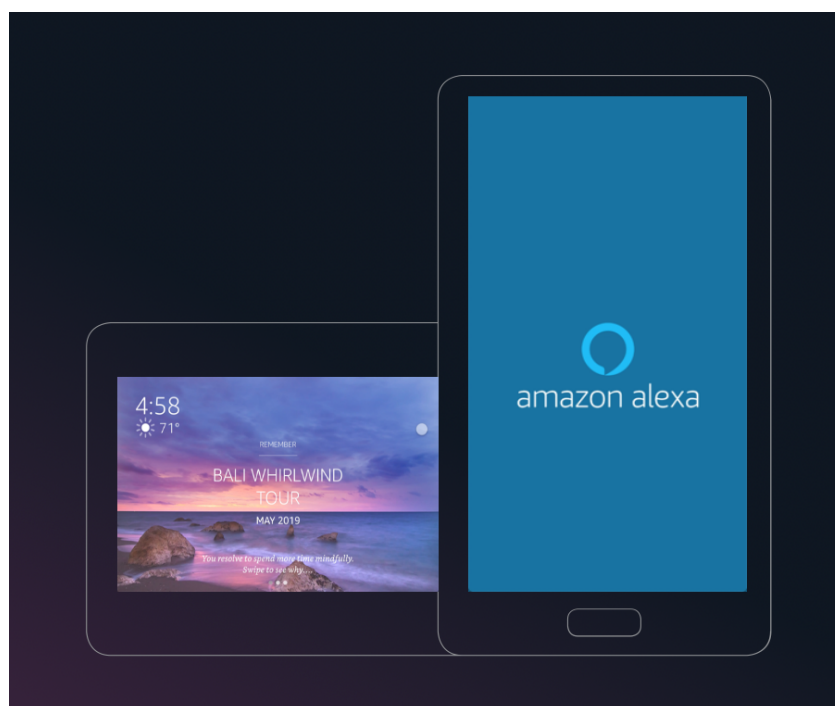 4:58
71°
REMEMBER
BALI WHIRLWIND
TOUR
MAY 2019
You resolve to spend more time mindfully.
Swipe to see why....
amazon alexa